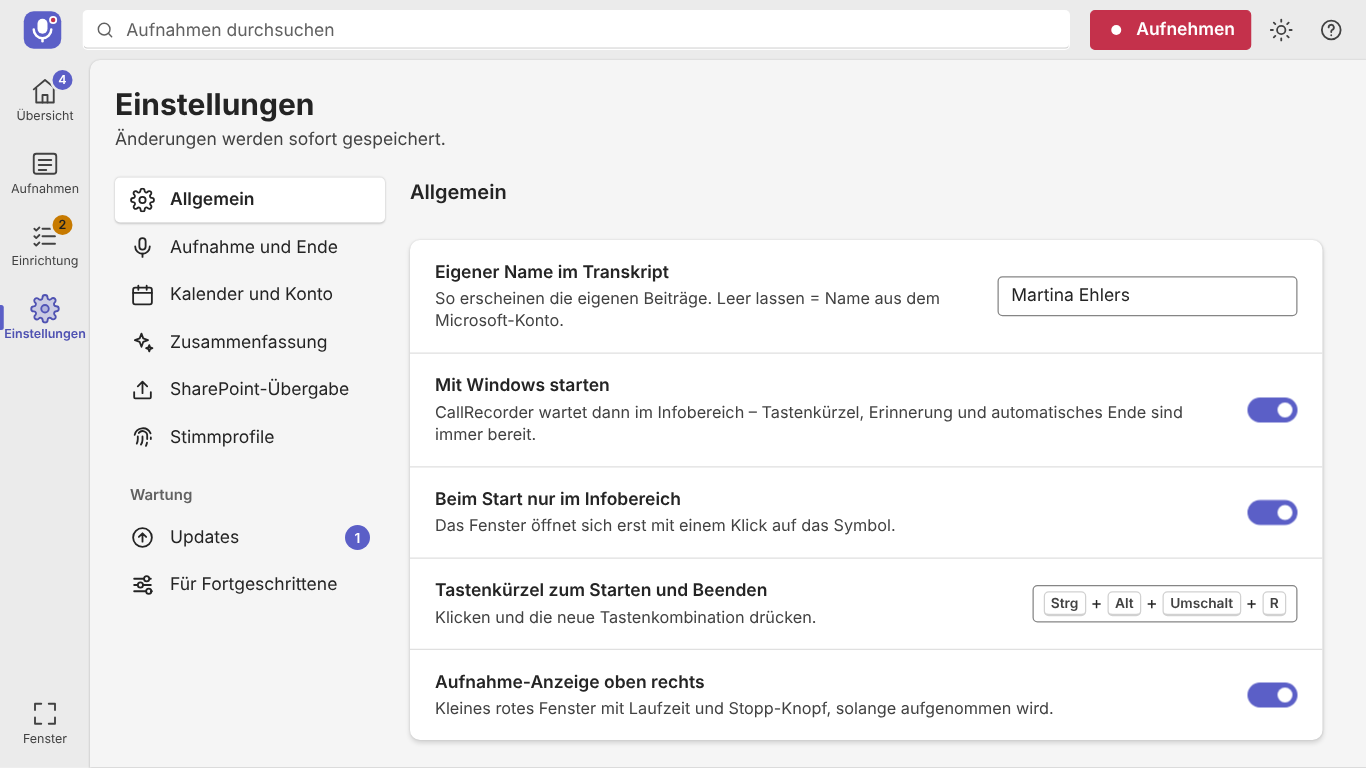 Aufnahmen durchsuchen
Aufnehmen
4
Übersicht
Aufnahmen
2
Einrichtung
Einstellungen
Fenster
Einstellungen
Änderungen werden sofort gespeichert.
Allgemein
Aufnahme und Ende
Kalender und Konto
Zusammenfassung
SharePoint-Übergabe
Stimmprofile
Wartung
Updates 1
Für Fortgeschrittene
Allgemein
Eigener Name im Transkript
So erscheinen die eigenen Beiträge. Leer lassen = Name aus dem
Microsoft-Konto.
Martina Ehlers
Mit Windows starten
CallRecorder wartet dann im Infobereich – Tastenkürzel, Erinnerung und automatisches Ende sind
immer bereit.
Beim Start nur im Infobereich
Das Fenster öffnet sich erst mit einem Klick auf das Symbol.
Tastenkürzel zum Starten und Beenden
Klicken und die neue Tastenkombination drücken.
Strg + Alt + Umschalt + R
Aufnahme-Anzeige oben rechts
Kleines rotes Fenster mit Laufzeit und Stopp-Knopf, solange aufgenommen wird.